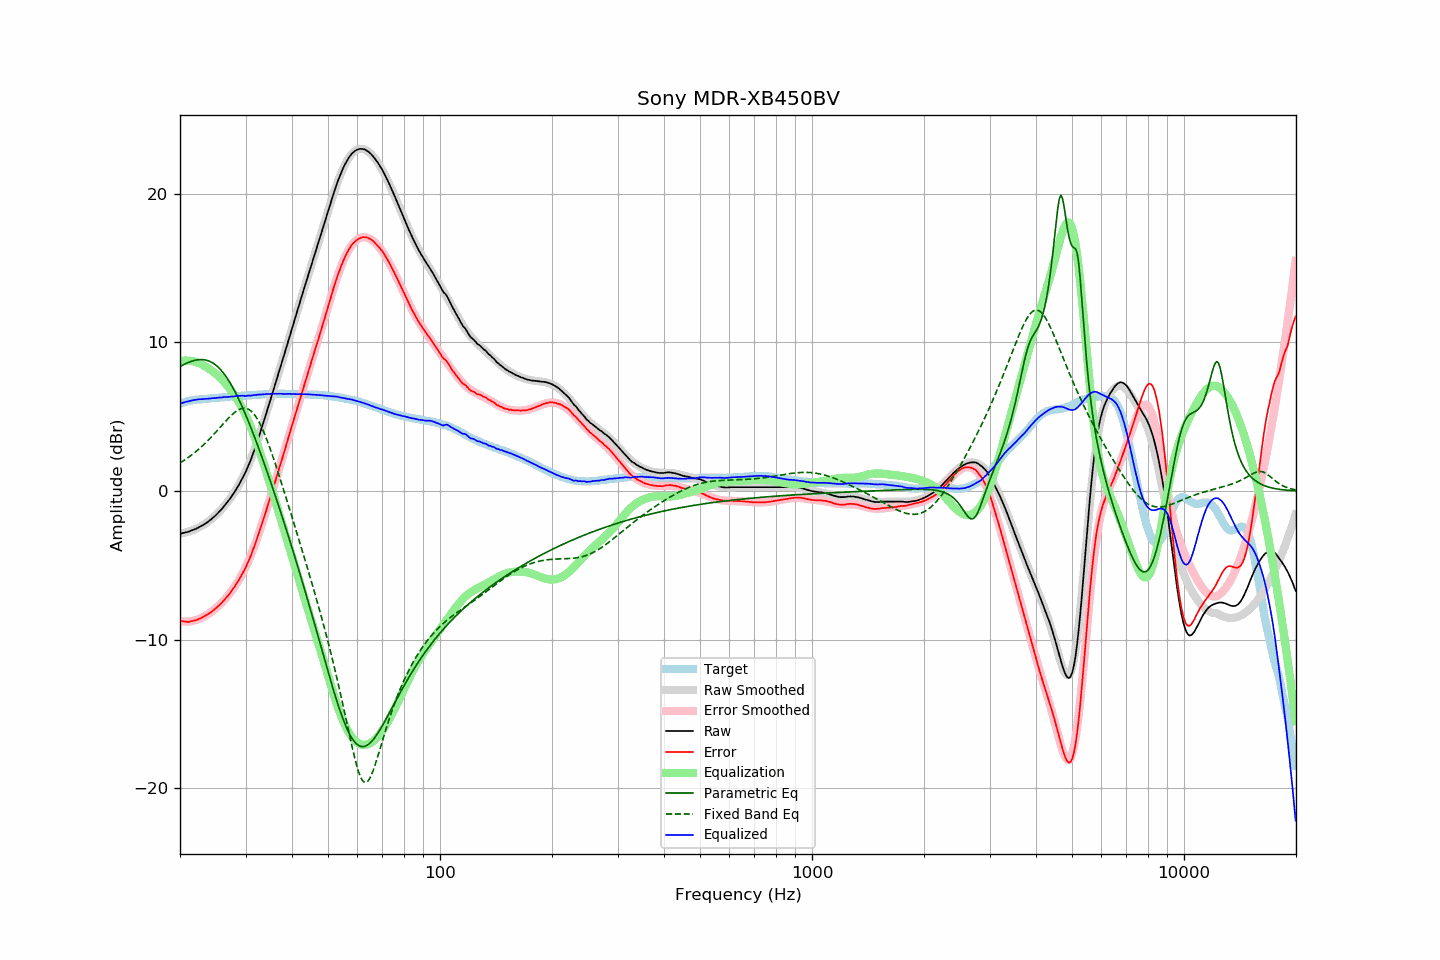 Sony MDR-XB450BV
Amplitude (dBr)
20
10
0
−10
−20
100
1000
10000
Frequency (Hz)
Target
Raw Smoothed
Error Smoothed
Raw
Error
Equalization
Parametric Eq
Fixed Band Eq
Equalized